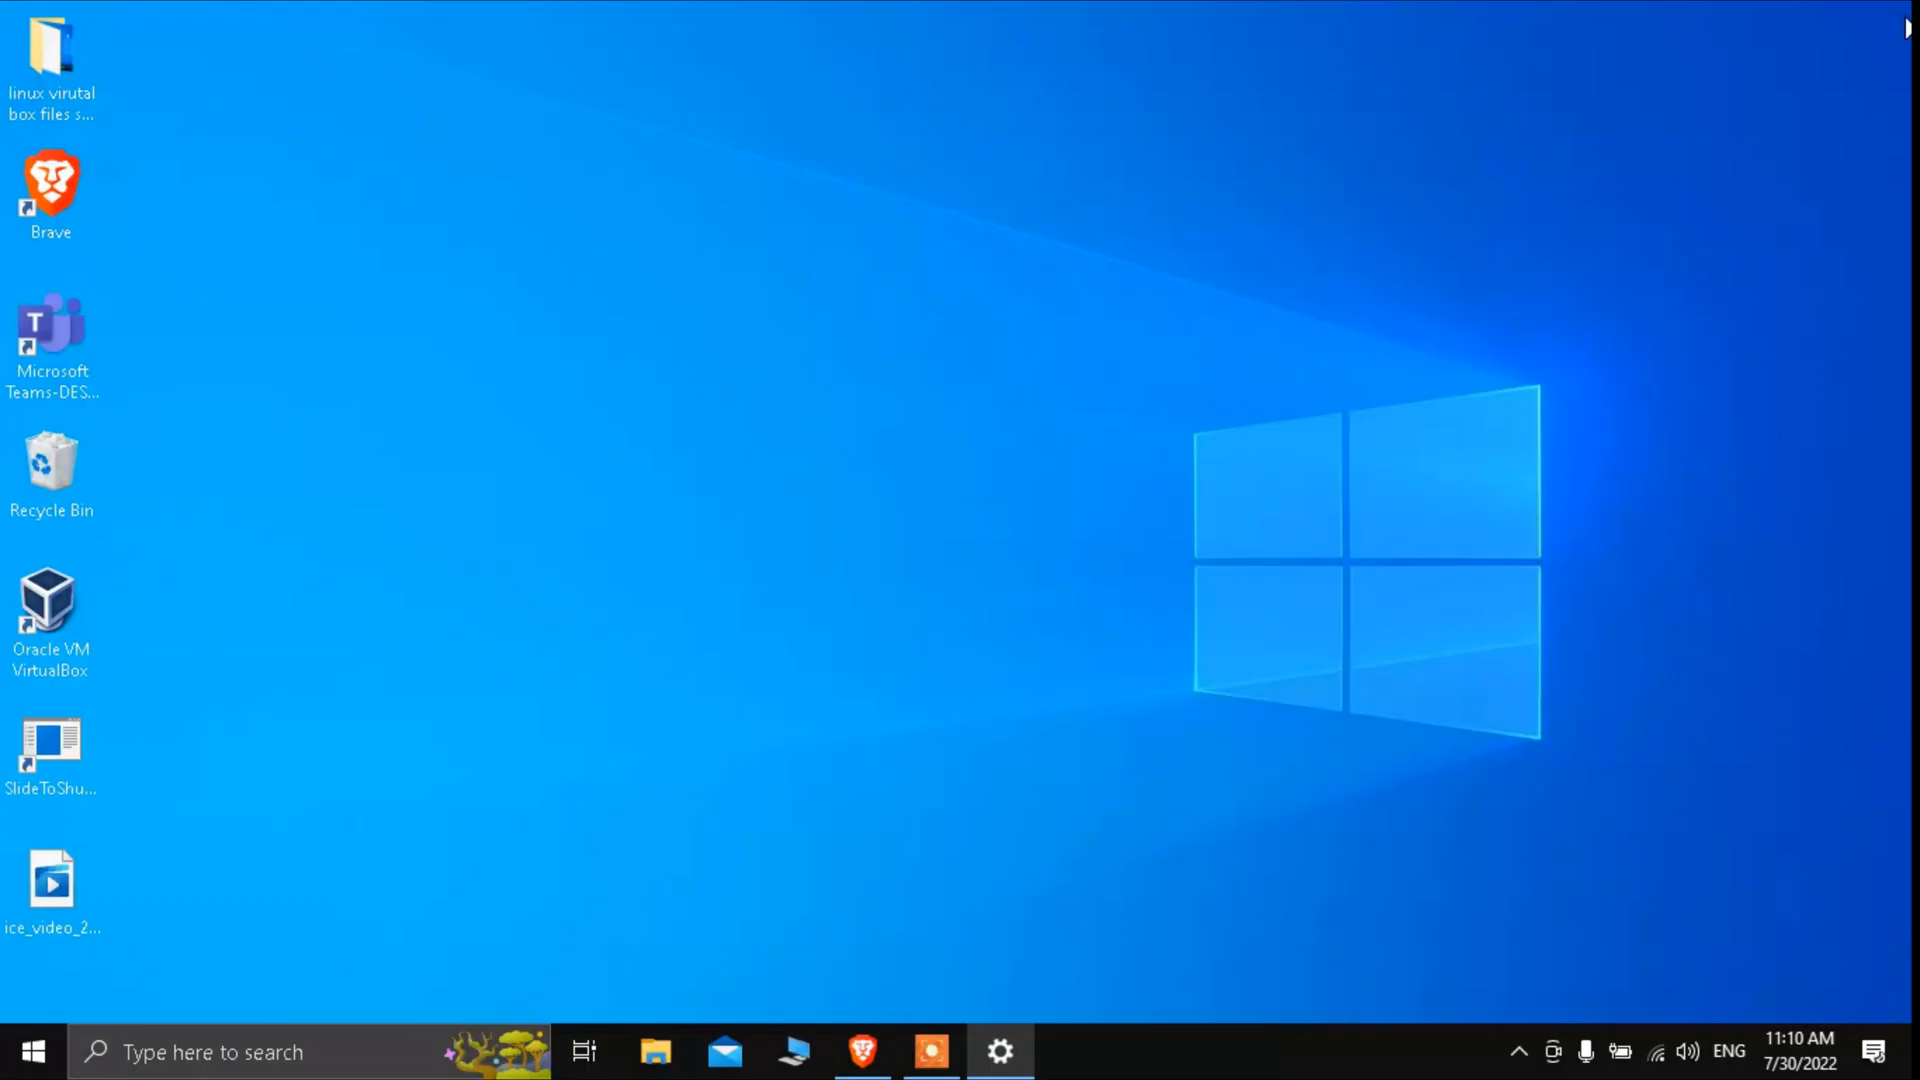 linux virutal
box files s...
Brave
T
Microsoft
Teams-DES...
Recycle Bin
Oracle VM
VirtualBox
SlideToShu...
ice_video_2...
Type here to search
ENG
11:10 AM
7/30/2022